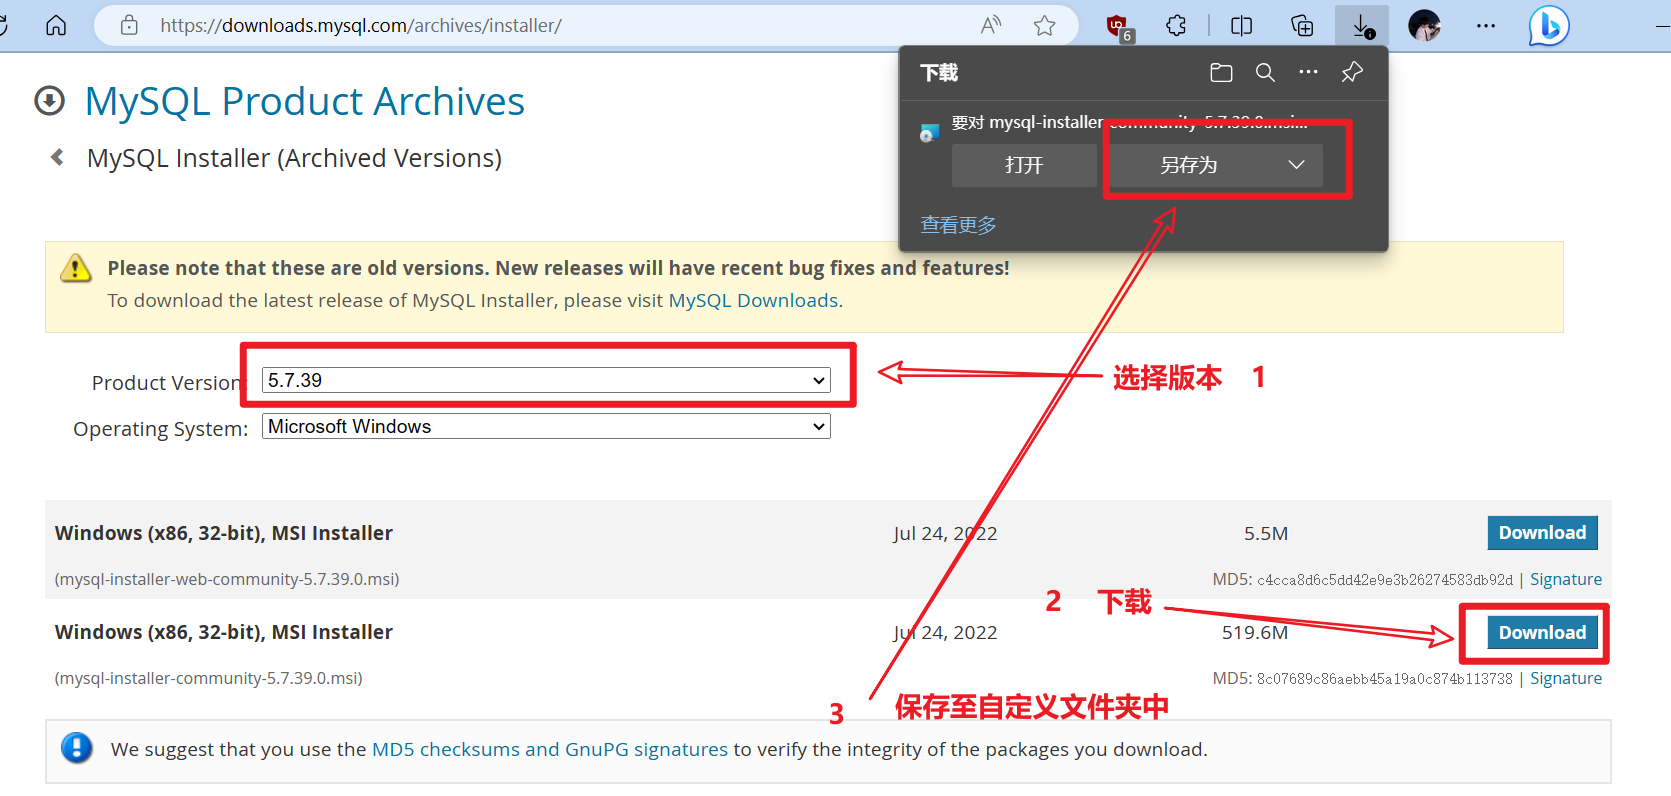 https://downloads.mysql.com/archives/installer/
6
下载
要对 mysql-installer-community-5.7.39.0.msi...
打开
另存为
查看更多
MySQL Product Archives
MySQL Installer (Archived Versions)
Please note that these are old versions. New releases will have recent bug fixes and features!
To download the latest release of MySQL Installer, please visit MySQL Downloads.
Product Version: 5.7.39
选择版本 1
Operating System: Microsoft Windows
Windows (x86, 32-bit), MSI Installer Jul 24, 2022 5.5M Download
(mysql-installer-web-community-5.7.39.0.msi) MD5: c4cca8d6c5dd42e9e3b26274583db92d | Signature
2 下载
Windows (x86, 32-bit), MSI Installer Jul 24, 2022 519.6M Download
(mysql-installer-community-5.7.39.0.msi) MD5: 8c07689c86aebb45a19a0c874b113738 | Signature
3 保存至自定义文件夹中
We suggest that you use the MD5 checksums and GnuPG signatures to verify the integrity of the packages you download.